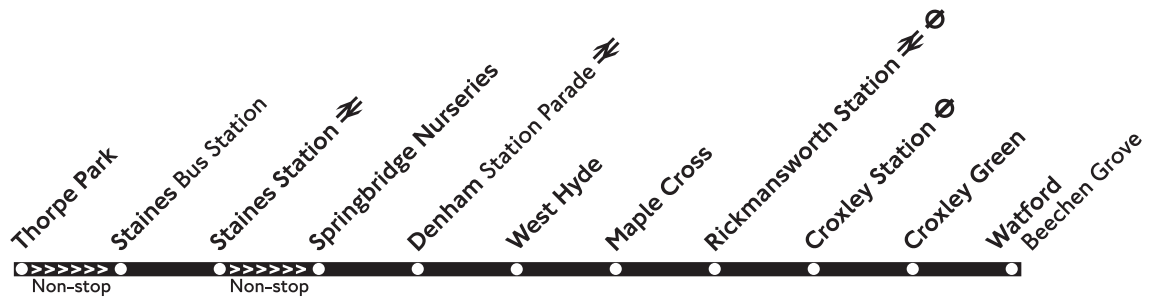 Thorpe Park
Staines Bus Station
Staines Station
Springbridge Nurseries
Denham Station Parade
West Hyde
Maple Cross
Rickmansworth Station
Croxley Station
Croxley Green
Watford
Beechen Grove
>>>>>>
>>>>>>
Non-stop
Non-stop